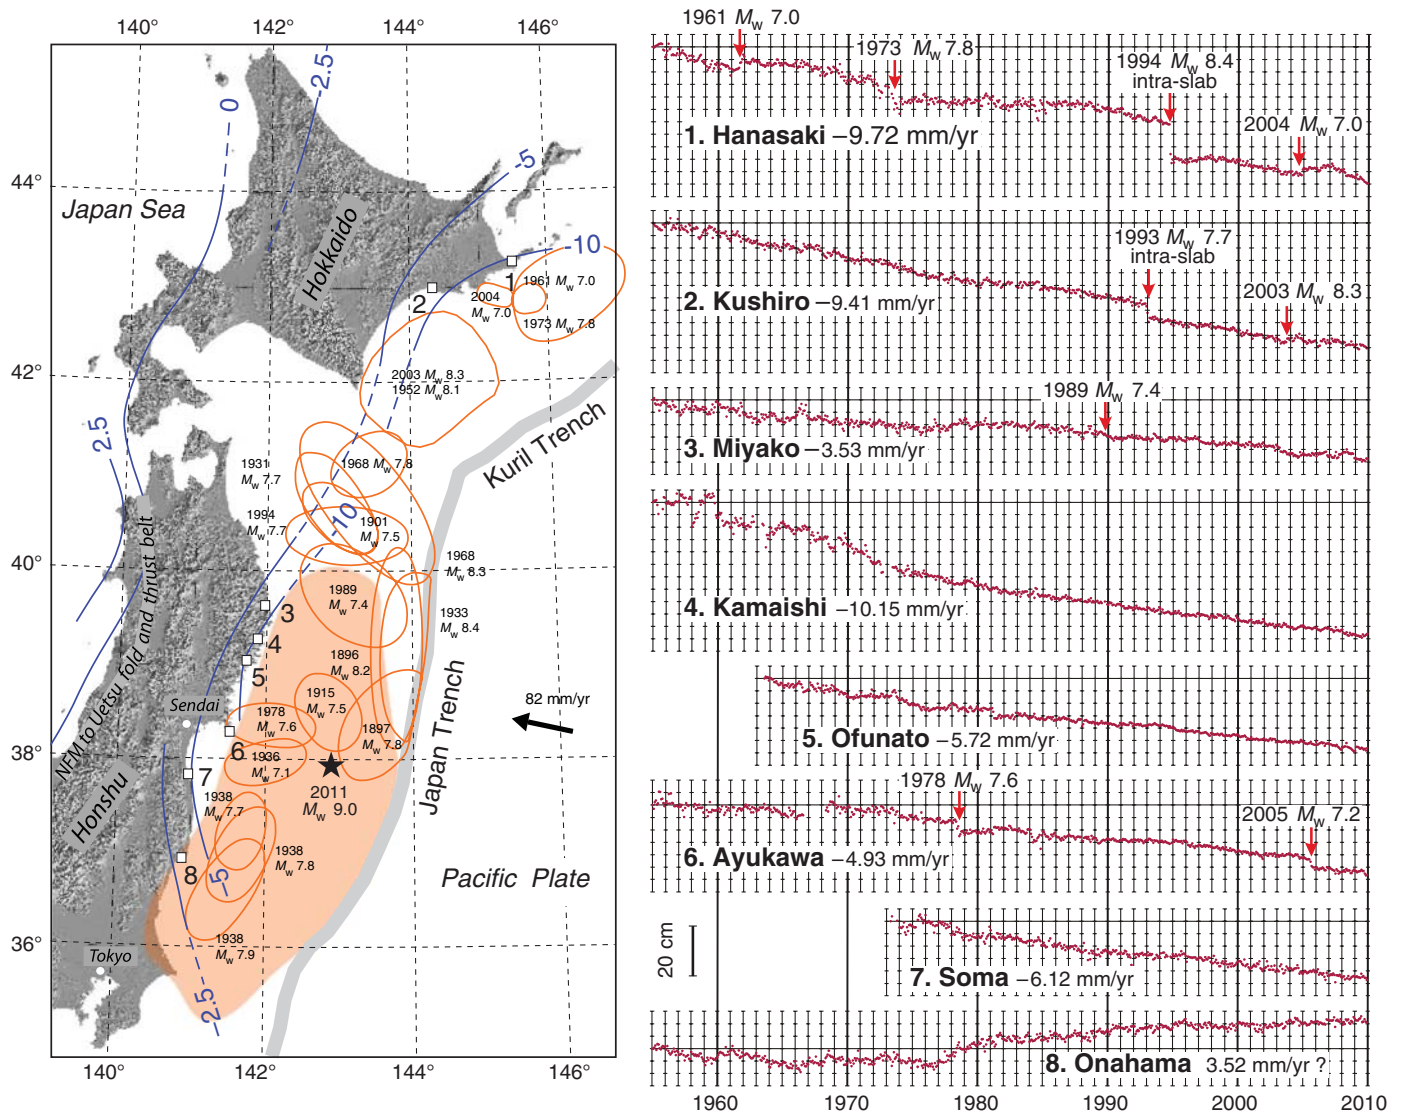 140°
142°
144°
146°
0
-2.5
-5
44°
Japan Sea
Hokkaido
-10
1
1961 Mw 7.0
2
2004
Mw 7.0
1973 Mw 7.8
42°
2003 Mw 8.3
1952 Mw 8.1
2.5
Kuril Trench
1931
Mw 7.7
1968 Mw 7.8
1994
Mw 7.7
-10
1901
Mw 7.5
40°
1968
Mw 8.3
NFM to Uetsu fold and thrust belt
1989
Mw 7.4
3
1933
Mw 8.4
4
1896
Mw 8.2
5
Japan Trench
Sendai
1915
Mw 7.5
82 mm/yr
1978
Mw 7.6
1897
Mw 7.8
38°
6
1936
Mw 7.1
7
2011
Mw 9.0
Honshu
1938
Mw 7.7
1938
Mw 7.8
8
-5
Pacific Plate
36°
1938
Mw 7.9
Tokyo
-2.5
140°
142°
144°
146°
1961 Mw 7.0
1973 Mw 7.8
1994 Mw 8.4
intra-slab
2004 Mw 7.0
1. Hanasaki –9.72 mm/yr
1993 Mw 7.7
intra-slab
2003 Mw 8.3
2. Kushiro –9.41 mm/yr
1989 Mw 7.4
3. Miyako –3.53 mm/yr
4. Kamaishi –10.15 mm/yr
5. Ofunato –5.72 mm/yr
1978 Mw 7.6
2005 Mw 7.2
6. Ayukawa –4.93 mm/yr
20 cm
7. Soma –6.12 mm/yr
8. Onahama 3.52 mm/yr ?
1960
1970
1980
1990
2000
2010